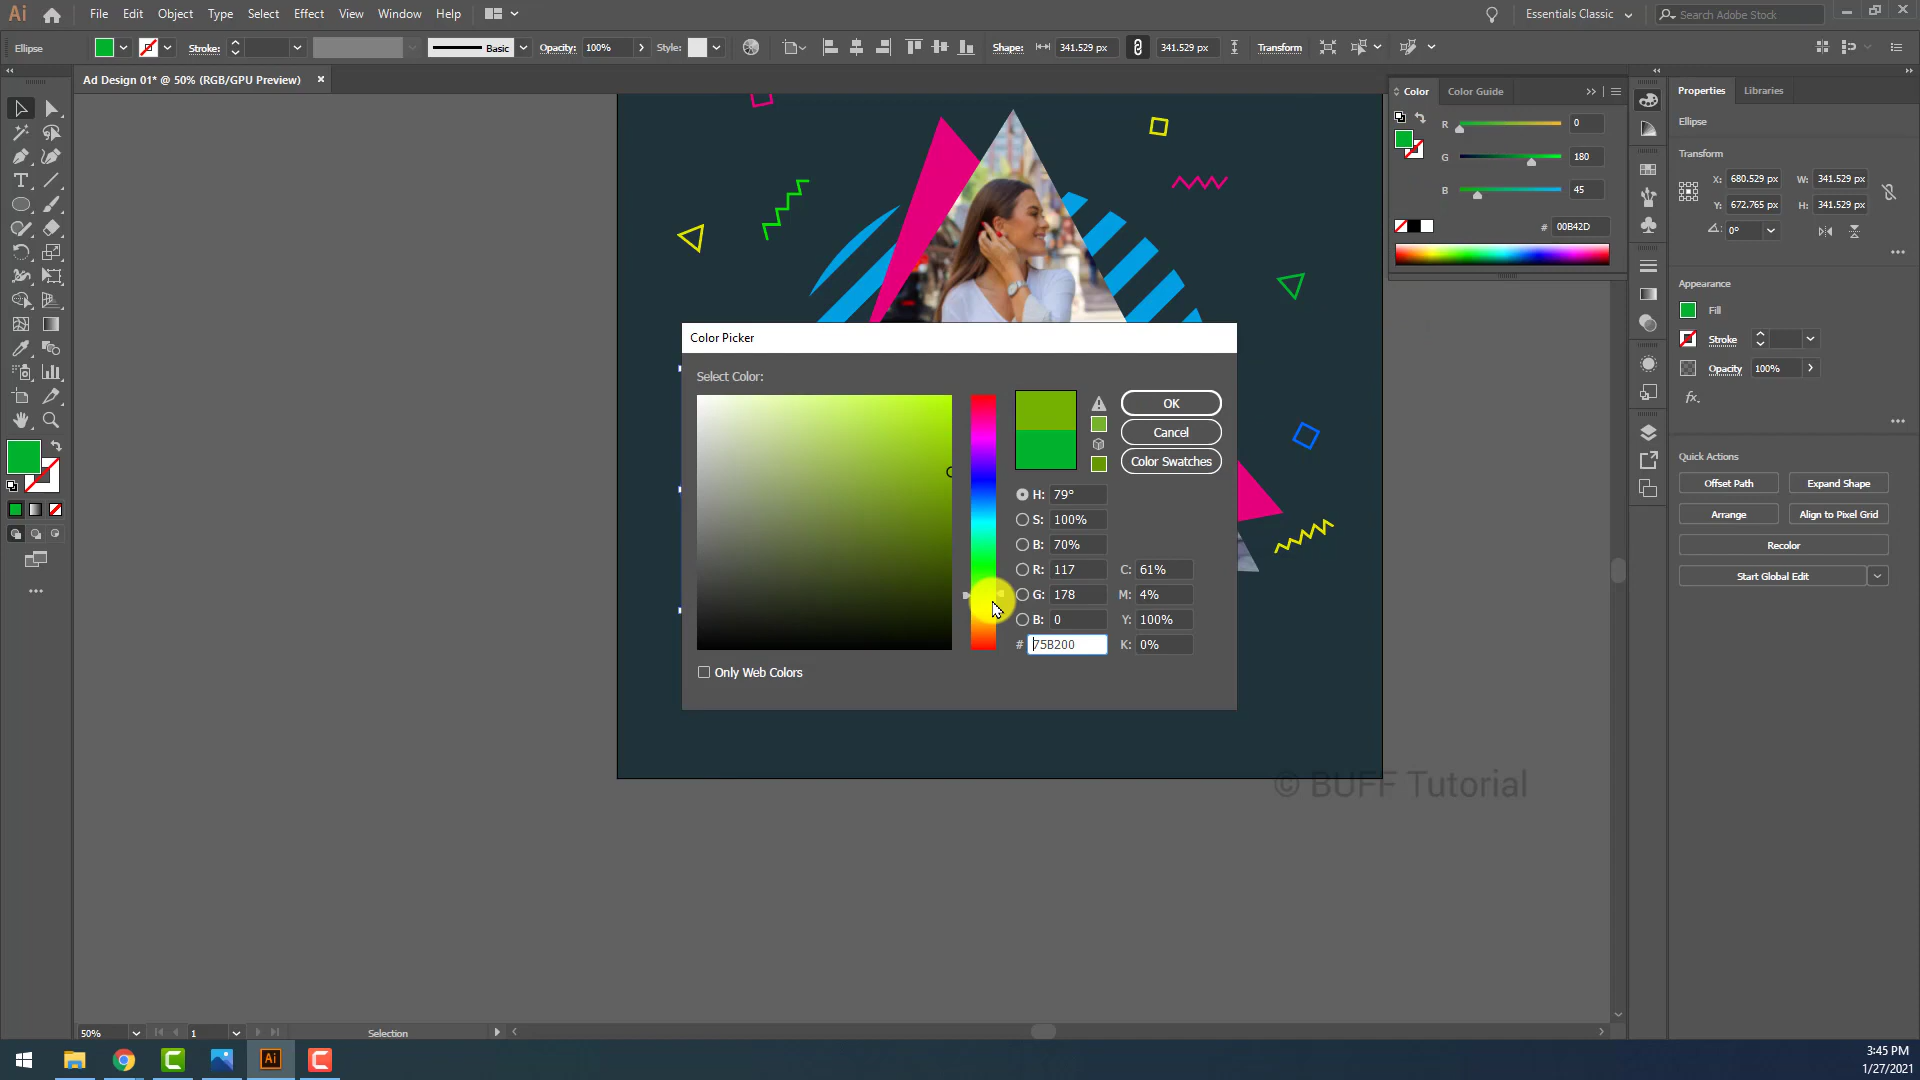 Ai File Edit Object Type Select Effect View Window Help Essentials Classic Search Adobe Stock
Ellipse Stroke: Basic Opacity: 100% Style: Shape: 341.529 px 341.529 px Transform
Ad Design 01* @ 50% (RGB/GPU Preview)
Color Color Guide
R 0
G 180
B 45
# 00B42D
Properties Libraries
Ellipse
Transform
X: 680.529 px W: 341.529 px
Y: 672.765 px H: 341.529 px
0°
Appearance
Fill
Stroke
Opacity 100%
fx.
Quick Actions
Offset Path Expand Shape
Arrange Align to Pixel Grid
Recolor
Start Global Edit
Color Picker
Select Color:
OK
Cancel
Color Swatches
H: 79°
S: 100%
B: 70%
R: 117 C: 61%
G: 178 M: 4%
B: 0 Y: 100%
# 75B200 K: 0%
Only Web Colors
© BUFF Tutorial
50% 1 Selection
Ai
3:45 PM
1/27/2021